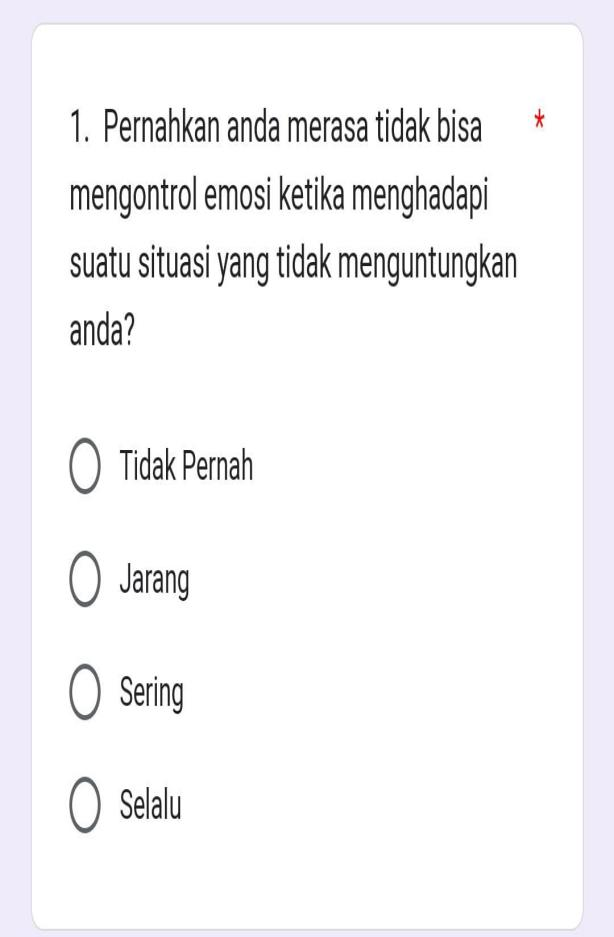 1. Pernahkan anda merasa tidak bisa *
mengontrol emosi ketika menghadapi
suatu situasi yang tidak menguntungkan
anda?
Tidak Pernah
Jarang
Sering
Selalu